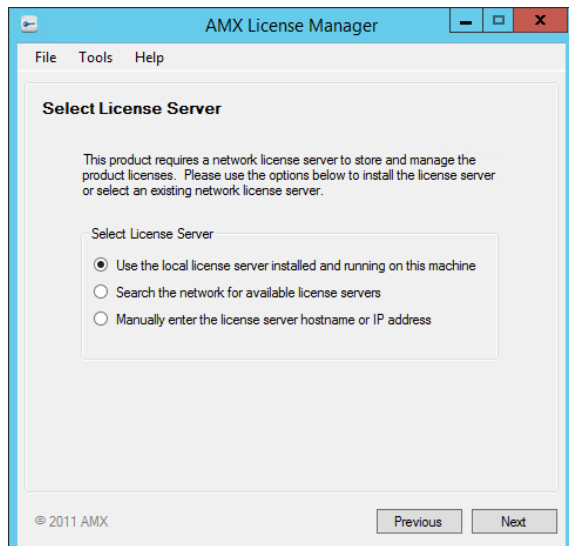 AMX License Manager
File Tools Help
Select License Server
This product requires a network license server to store and manage the
product licenses. Please use the options below to install the license server
or select an existing network license server.
Select License Server
Use the local license server installed and running on this machine
Search the network for available license servers
Manually enter the license server hostname or IP address
© 2011 AMX
Previous Next